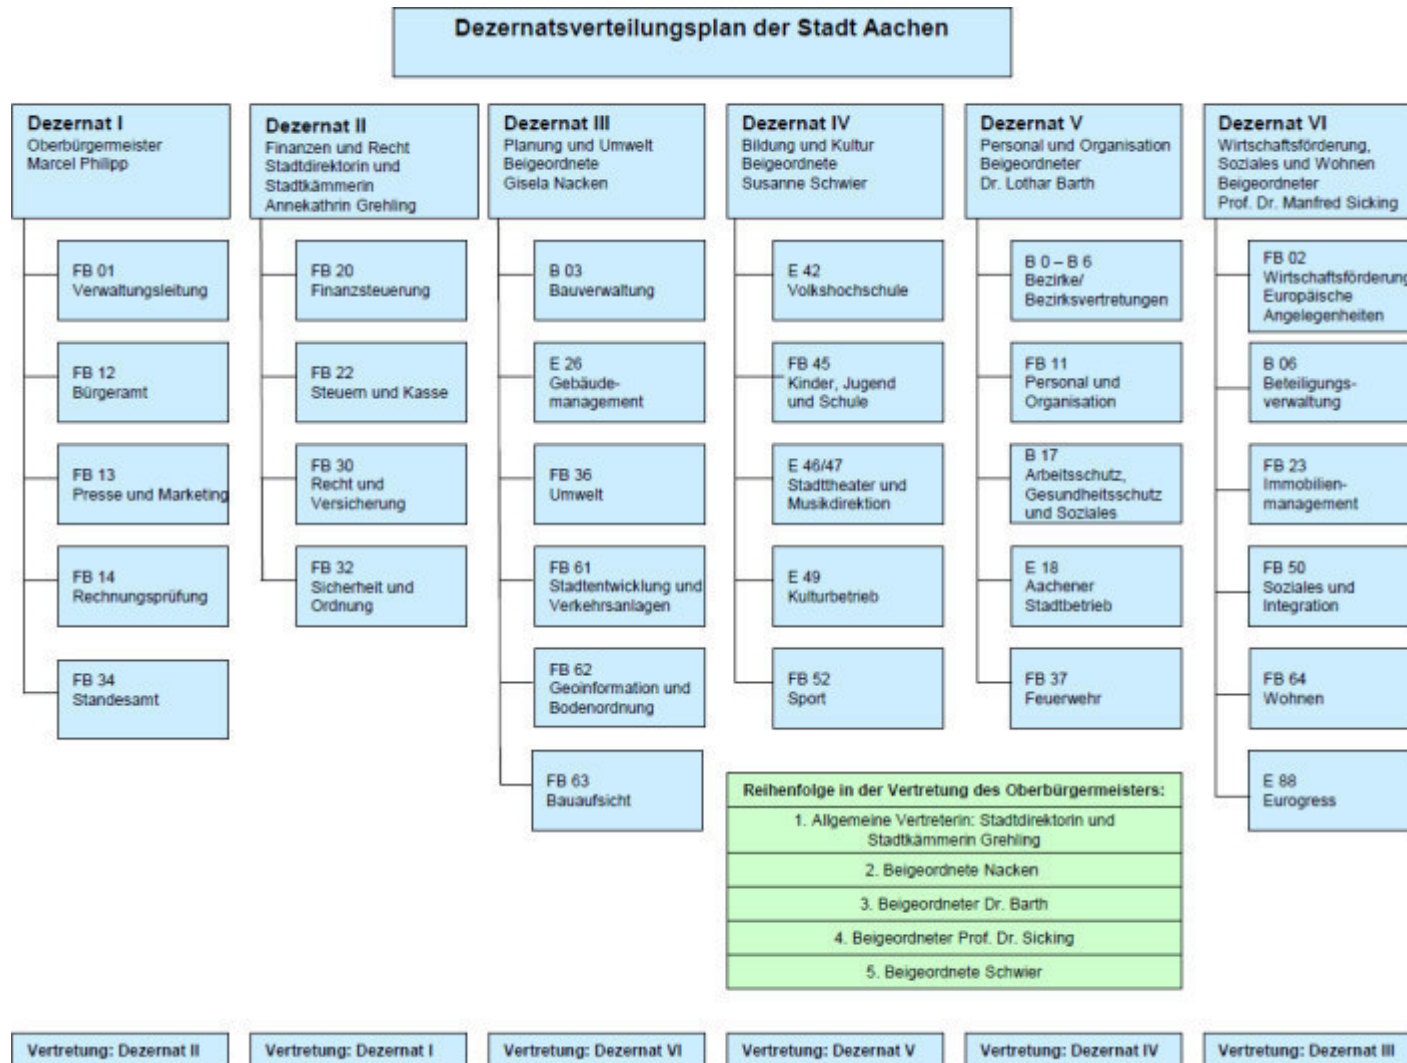 Dezernatsverteilungsplan der Stadt Aachen
Dezernat I
Oberbürgermeister
Marcel Philipp
FB 01
Verwaltungsleitung
FB 12
Bürgeramt
FB 13
Presse und Marketing
FB 14
Rechnungsprüfung
FB 34
Standesamt
Dezernat II
Finanzen und Recht
Stadtdirektorin und
Stadtkämmerin
Annekathrin Grehling
FB 20
Finanzsteuerung
FB 22
Steuern und Kasse
FB 30
Recht und
Versicherung
FB 32
Sicherheit und
Ordnung
Dezernat III
Planung und Umwelt
Beigeordnete
Gisela Nacken
B 03
Bauverwaltung
E 26
Gebäude-
management
FB 36
Umwelt
FB 61
Stadtentwicklung und
Verkehrsanlagen
FB 62
Geoinformation und
Bodenordnung
FB 63
Bauaufsicht
Dezernat IV
Bildung und Kultur
Beigeordnete
Susanne Schwier
E 42
Volkshochschule
FB 45
Kinder, Jugend
und Schule
E 46/47
Stadttheater und
Musikdirektion
E 49
Kulturbetrieb
FB 52
Sport
Dezernat V
Personal und Organisation
Beigeordneter
Dr. Lothar Barth
B 0 – B 6
Bezirke/
Bezirksvertretungen
FB 11
Personal und
Organisation
B 17
Arbeitsschutz,
Gesundheitsschutz
und Soziales
E 18
Aachener
Stadtbetrieb
FB 37
Feuerwehr
Dezernat VI
Wirtschaftsförderung,
Soziales und Wohnen
Beigeordneter
Prof. Dr. Manfred Sicking
FB 02
Wirtschaftsförderung
Europäische
Angelegenheiten
B 06
Beteiligungs-
verwaltung
FB 23
Immobilien-
management
FB 50
Soziales und
Integration
FB 64
Wohnen
E 88
Eurogress
Reihenfolge in der Vertretung des Oberbürgermeisters:
1. Allgemeine Vertreterin: Stadtdirektorin und
Stadtkämmerin Grehling
2. Beigeordnete Nacken
3. Beigeordneter Dr. Barth
4. Beigeordneter Prof. Dr. Sicking
5. Beigeordnete Schwier
Vertretung: Dezernat II
Vertretung: Dezernat I
Vertretung: Dezernat VI
Vertretung: Dezernat V
Vertretung: Dezernat IV
Vertretung: Dezernat III